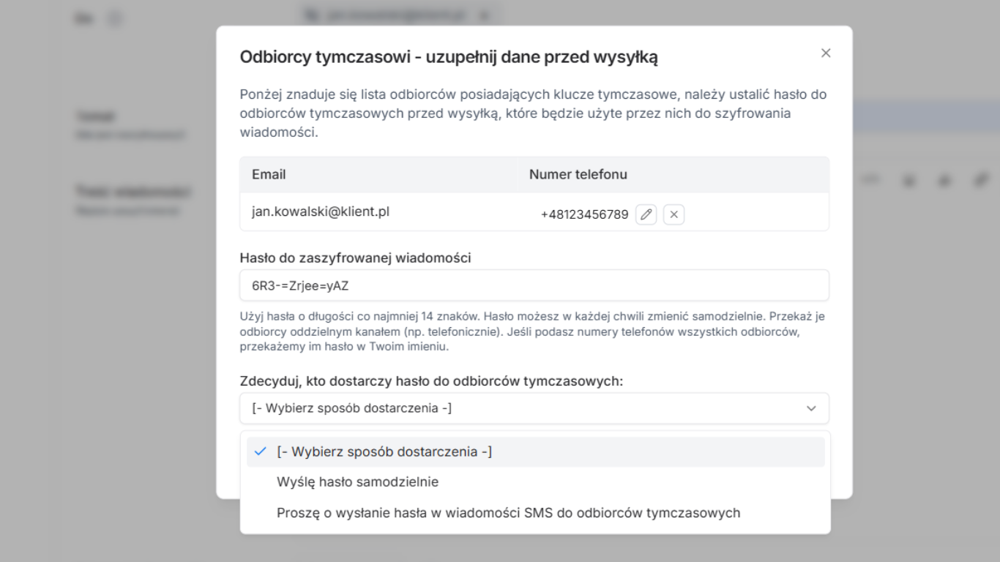 Odbiorcy tymczasowi - uzupełnij dane przed wysyłką
Ponżej znaduje się lista odbiorców posiadających klucze tymczasowe, należy ustalić hasło do
odbiorców tymczasowych przed wysyłką, które będzie użyte przez nich do szyfrowania
wiadomości.
Email Numer telefonu
jan.kowalski@klient.pl +48123456789
Hasło do zaszyfrowanej wiadomości
6R3-=Zrjee=yAZ
Użyj hasła o długości co najmniej 14 znaków. Hasło możesz w każdej chwili zmienić samodzielnie. Przekaż je
odbiorcy oddzielnym kanałem (np. telefonicznie). Jeśli podasz numery telefonów wszystkich odbiorców,
przekażemy im hasło w Twoim imieniu.
Zdecyduj, kto dostarczy hasło do odbiorców tymczasowych:
[- Wybierz sposób dostarczenia -]
[- Wybierz sposób dostarczenia -]
Wyślę hasło samodzielnie
Proszę o wysłanie hasła w wiadomości SMS do odbiorców tymczasowych